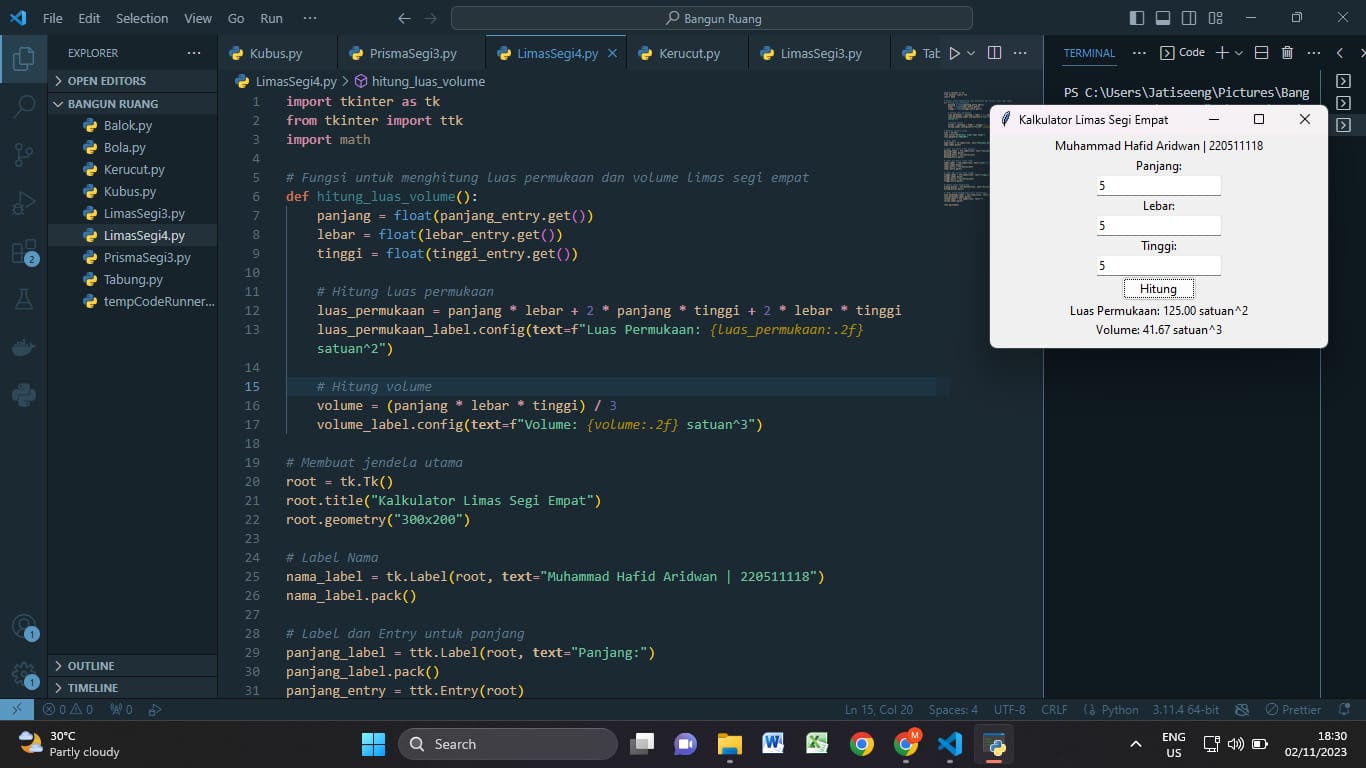 File Edit Selection View Go Run ··· Bangun Ruang
EXPLORER ···
OPEN EDITORS
BANGUN RUANG
Balok.py
Bola.py
Kerucut.py
Kubus.py
LimasSegi3.py
LimasSegi4.py
PrismaSegi3.py
Tabung.py
tempCodeRunner...
OUTLINE
TIMELINE
2
1
1
Kubus.py PrismaSegi3.py LimasSegi4.py Kerucut.py LimasSegi3.py Tab
LimasSegi4.py > hitung_luas_volume
1 import tkinter as tk
2 from tkinter import ttk
3 import math
4
5 # Fungsi untuk menghitung luas permukaan dan volume limas segi empat
6 def hitung_luas_volume():
7 panjang = float(panjang_entry.get())
8 lebar = float(lebar_entry.get())
9 tinggi = float(tinggi_entry.get())
10
11 # Hitung luas permukaan
12 luas_permukaan = panjang * lebar + 2 * panjang * tinggi + 2 * lebar * tinggi
13 luas_permukaan_label.config(text=f"Luas Permukaan: {luas_permukaan:.2f}
satuan^2")
14
15 # Hitung volume
16 volume = (panjang * lebar * tinggi) / 3
17 volume_label.config(text=f"Volume: {volume:.2f} satuan^3")
18
19 # Membuat jendela utama
20 root = tk.Tk()
21 root.title("Kalkulator Limas Segi Empat")
22 root.geometry("300x200")
23
24 # Label Nama
25 nama_label = tk.Label(root, text="Muhammad Hafid Aridwan | 220511118")
26 nama_label.pack()
27
28 # Label dan Entry untuk panjang
29 panjang_label = ttk.Label(root, text="Panjang:")
30 panjang_label.pack()
31 panjang_entry = ttk.Entry(root)
TERMINAL ··· Code
PS C:\Users\Jatiseeng\Pictures\Bang
Kalkulator Limas Segi Empat
Muhammad Hafid Aridwan | 220511118
Panjang:
5
Lebar:
5
Tinggi:
5
Hitung
Luas Permukaan: 125.00 satuan^2
Volume: 41.67 satuan^3
0 0 0 Ln 15, Col 20 Spaces: 4 UTF-8 CRLF Python 3.11.4 64-bit Prettier
30°C
Partly cloudy
Search
M
ENG
US
18:30
02/11/2023